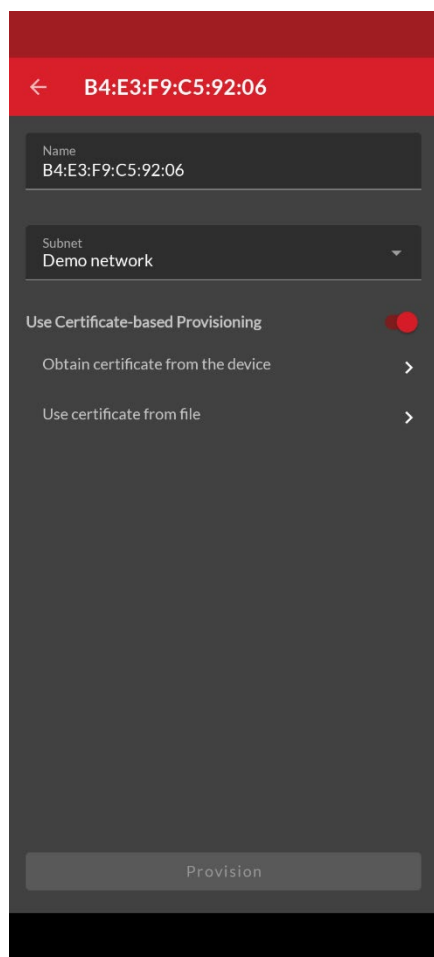 B4:E3:F9:C5:92:06
Name
B4:E3:F9:C5:92:06
Subnet
Demo network
Use Certificate-based Provisioning
Obtain certificate from the device
Use certificate from file
Provision